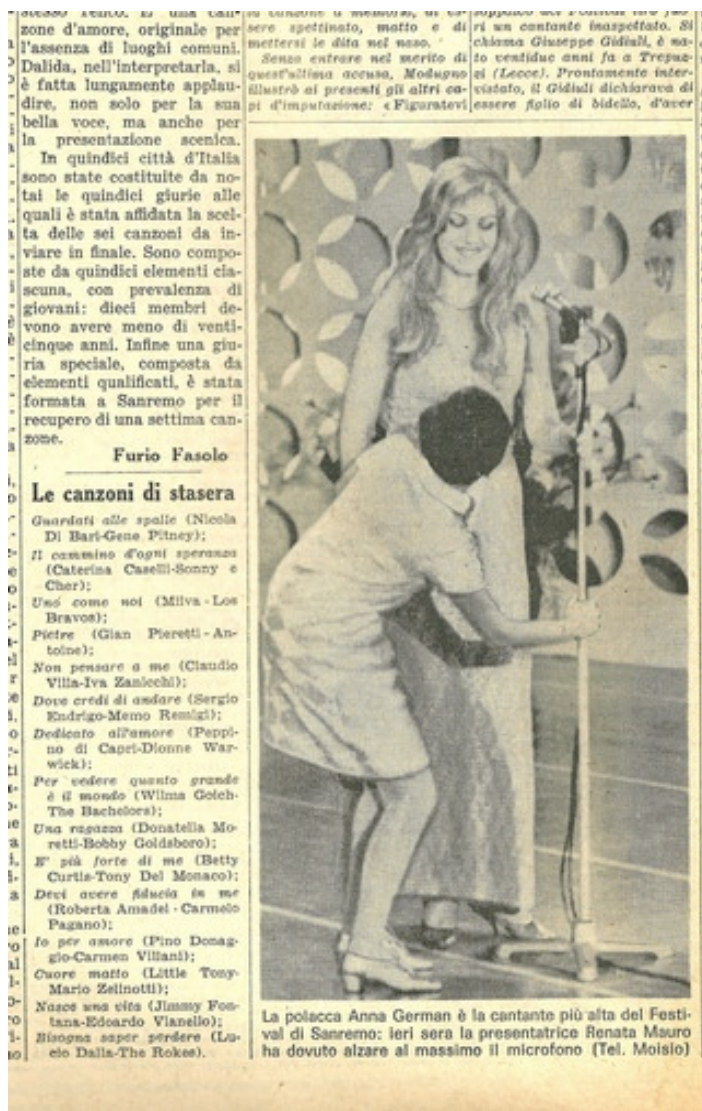 stesso Tenco. È una can-
zone d'amore, originale per
l'assenza di luoghi comuni.
Dalida, nell'interpretarla, si
è fatta lungamente applau-
dire, non solo per la sua
bella voce, ma anche per
la presentazione scenica.
In quindici città d'Italia
sono state costituite da no-
tai le quindici giurie alle
quali è stata affidata la scel-
ta delle sei canzoni da in-
viare in finale. Sono compo-
ste da quindici elementi cia-
scuna, con prevalenza di
giovani: dieci membri de-
vono avere meno di venti-
cinque anni. Infine una giu-
ria speciale, composta da
elementi qualificati, è stata
formata a Sanremo per il
recupero di una settima can-
zone.
Furio Fasolo
Le canzoni di stasera
Guardati alle spalle (Nicola
Di Bari-Gene Pitney);
Il cammino d'ogni speranza
(Caterina Caselli-Sonny e
Cher);
Uno come noi (Milva-Los
Bravos);
Pietre (Gian Pieretti-An-
toine);
Non pensare a me (Claudio
Villa-Iva Zanicchi);
Dove credi di andare (Sergio
Endrigo-Memo Remigi);
Dedicato all'amore (Peppi-
no di Capri-Dionne War-
wick);
Per vedere quanto grande
è il mondo (Wilma Goich-
The Bachelors);
Una ragazza (Donatella Mo-
retti-Bobby Goldsboro);
E' più forte di me (Betty
Curtis-Tony Del Monaco);
Devi avere fiducia in me
(Roberta Amadei-Carmelo
Pagano);
Io per amore (Pino Donag-
gio-Carmen Villani);
Cuore matto (Little Tony-
Mario Zelinotti);
Nasce una vita (Jimmy Fon-
tana-Edoardo Vianello);
Bisogna saper perdere (Lu-
cio Dalla-The Rokes).
la canzone a memoria, di es-
sere spettinato, matto e di
mettersi le dita nel naso.
Senza entrare nel merito di
quest'ultima accusa, Modugno
illustrò ai presenti gli altri ca-
pi d'imputazione: «Figuratevi
ri un cantante inaspettato. Si
chiama Giuseppe Gidiuli, è na-
to ventidue anni fa a Trepuz-
zi (Lecce). Prontamente inter-
vistato, il Gidiuli dichiarava di
essere figlio di bidello, d'aver
La polacca Anna German è la cantante più alta del Festi-
val di Sanremo: ieri sera la presentatrice Renata Mauro
ha dovuto alzare al massimo il microfono (Tel. Moisio)